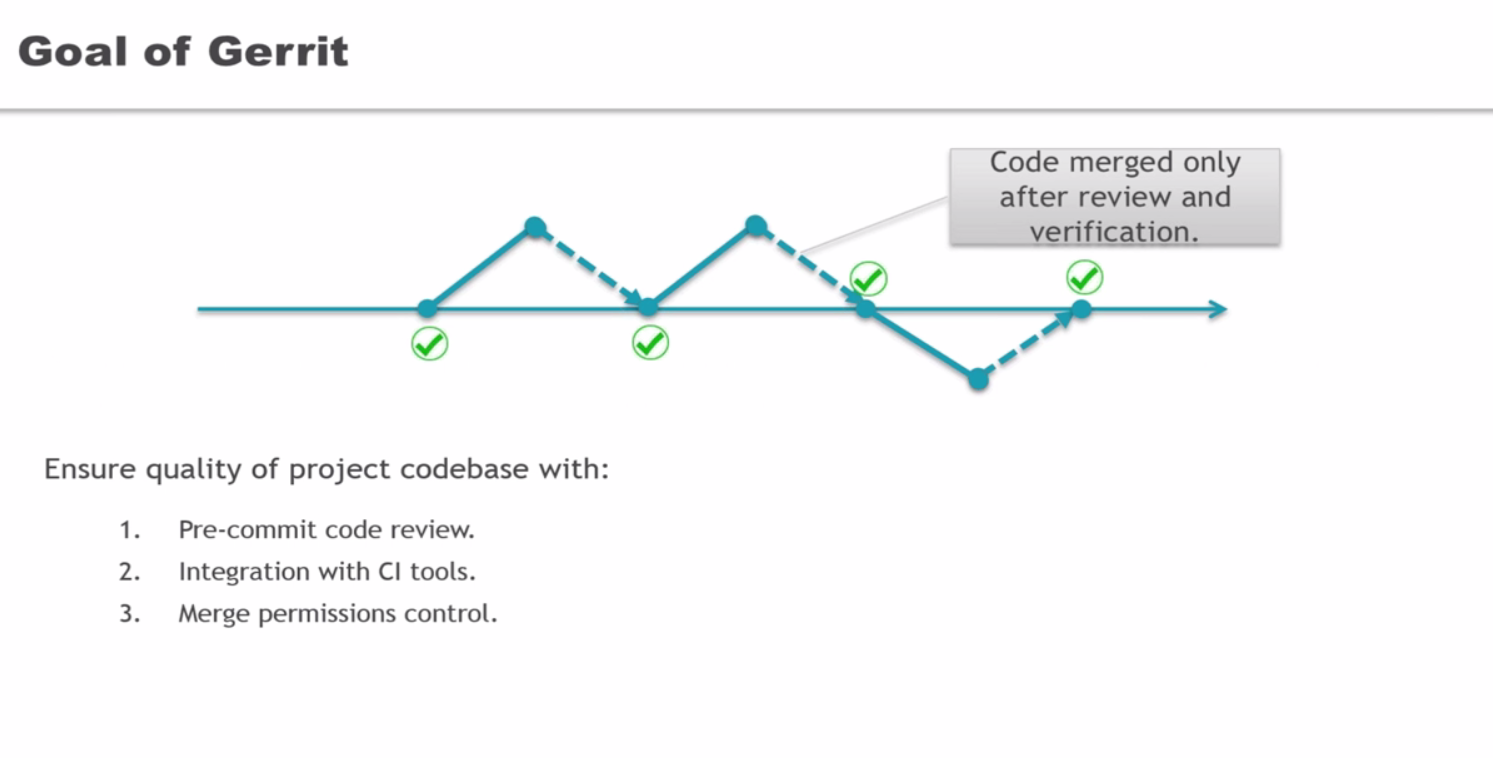 Goal of Gerrit
Code merged only
after review and
verification.
Ensure quality of project codebase with:
1. Pre-commit code review.
2. Integration with CI tools.
3. Merge permissions control.